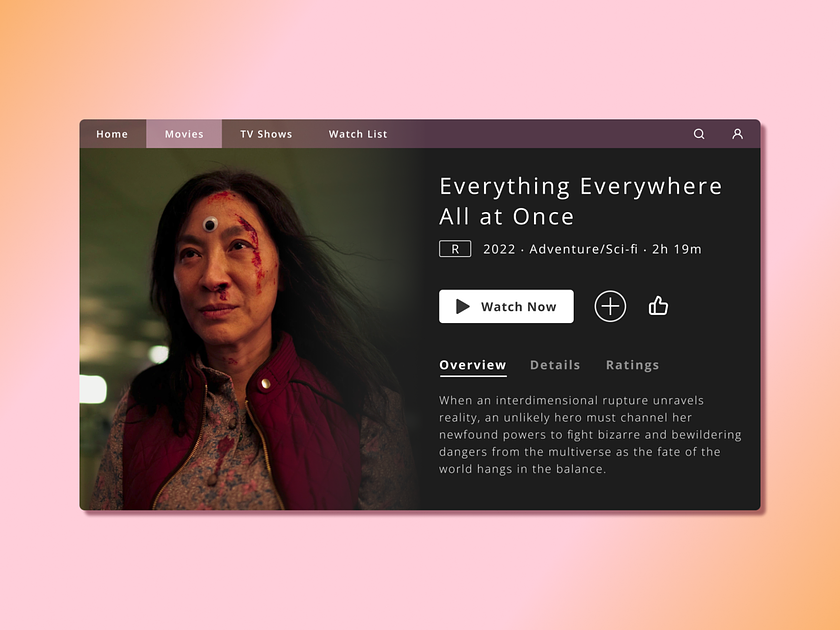 Home Movies TV Shows Watch List
Everything Everywhere
All at Once
R 2022 · Adventure/Sci-fi · 2h 19m
Watch Now
Overview Details Ratings
When an interdimensional rupture unravels
reality, an unlikely hero must channel her
newfound powers to fight bizarre and bewildering
dangers from the multiverse as the fate of the
world hangs in the balance.